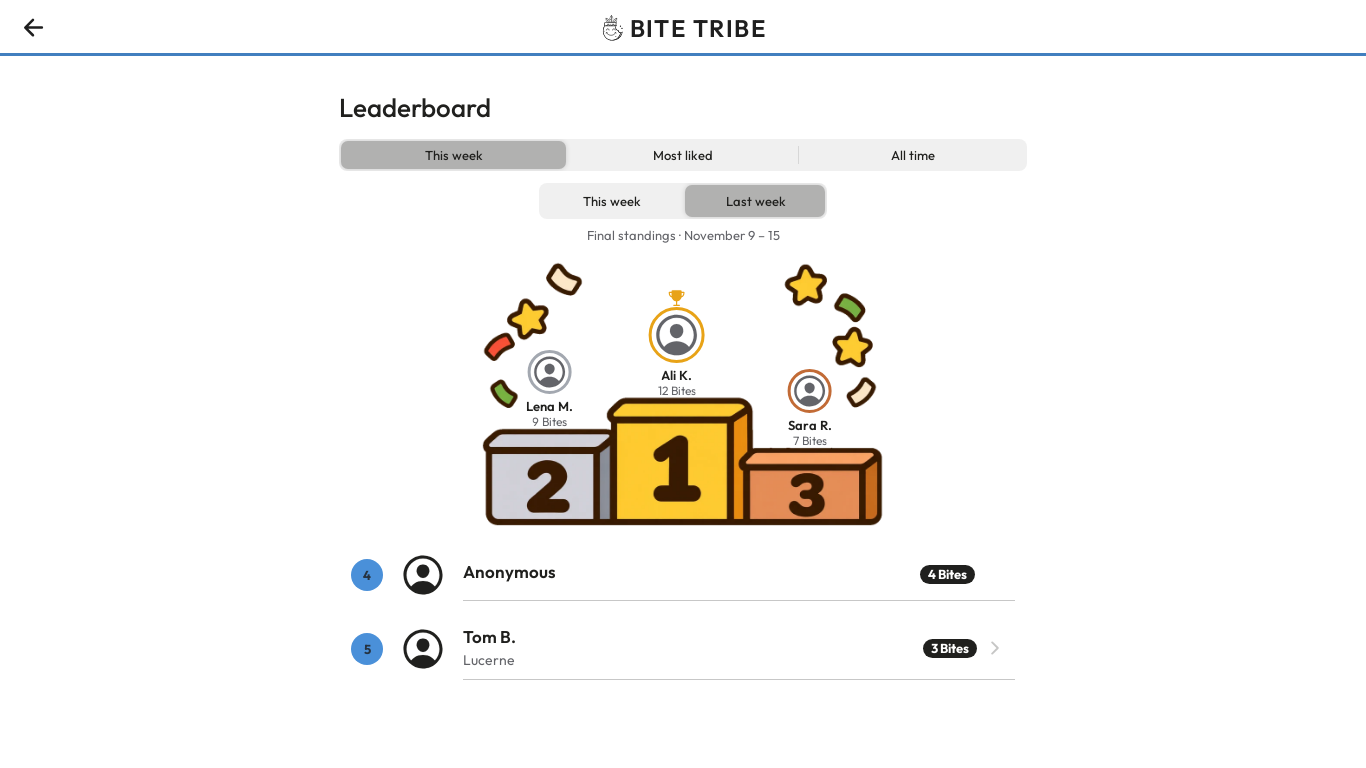 BITE TRIBE
Leaderboard
This week
Most liked
All time
This week
Last week
Final standings · November 9 – 15
Ali K.
12 Bites
Lena M.
9 Bites
Sara R.
7 Bites
2
1
3
4
Anonymous
4 Bites
5
Tom B.
Lucerne
3 Bites